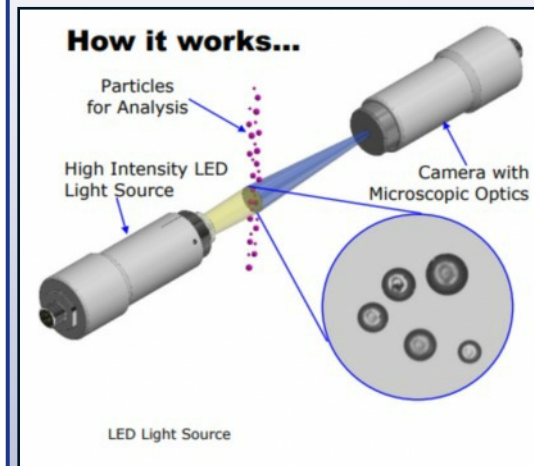 How it works...
Particles
for Analysis
High Intensity LED
Light Source
Camera with
Microscopic Optics
LED Light Source